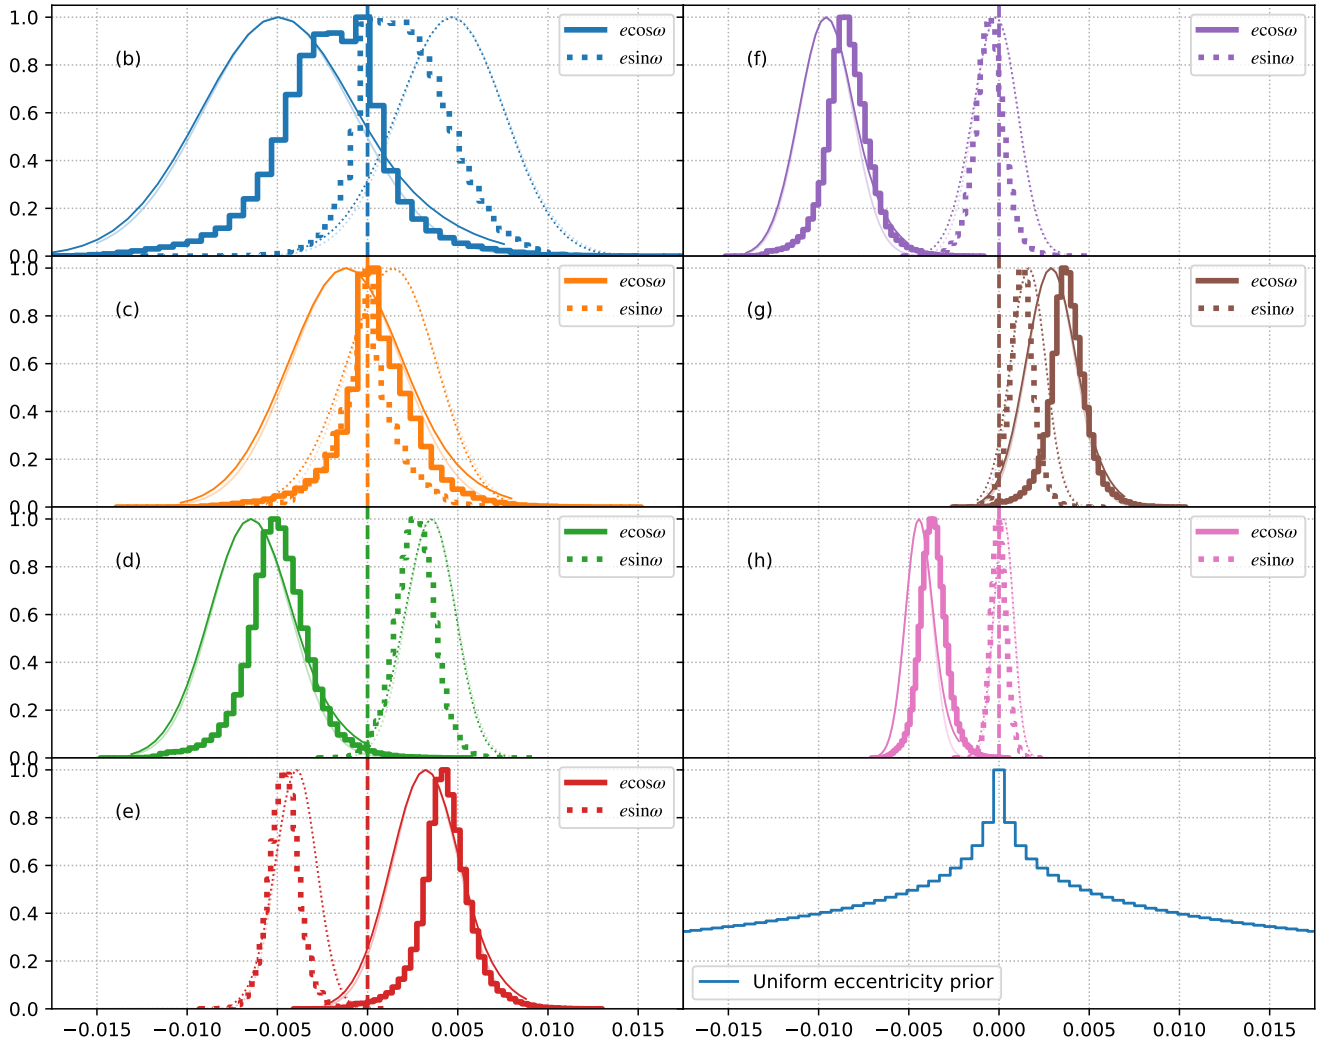 1.0
0.8
0.6
0.4
0.2
0.0
(b)
ecosω
esinω
(f)
ecosω
esinω
1.0
0.8
0.6
0.4
0.2
0.0
(c)
ecosω
esinω
(g)
ecosω
esinω
1.0
0.8
0.6
0.4
0.2
0.0
(d)
ecosω
esinω
(h)
ecosω
esinω
1.0
0.8
0.6
0.4
0.2
0.0
(e)
ecosω
esinω
Uniform eccentricity prior
−0.015 −0.010 −0.005 0.000 0.005 0.010 0.015 −0.015 −0.010 −0.005 0.000 0.005 0.010 0.015